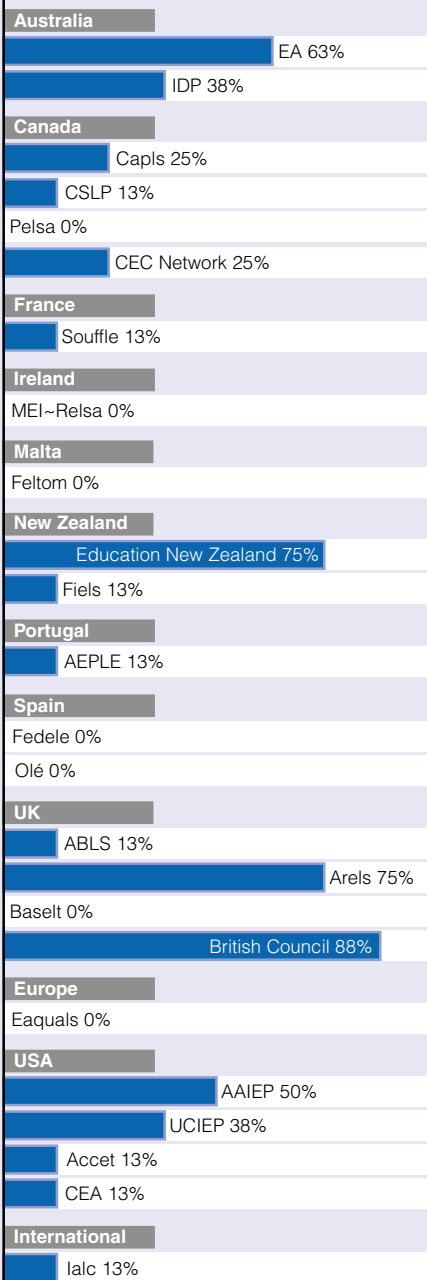 Australia
EA 63%
IDP 38%
Canada
Capls 25%
CSLP 13%
Pelsa 0%
CEC Network 25%
France
Souffle 13%
Ireland
MEI~Relsa 0%
Malta
Feltom 0%
New Zealand
Education New Zealand 75%
Fiels 13%
Portugal
AEPLE 13%
Spain
Fedele 0%
Olé 0%
UK
ABLS 13%
Arels 75%
Baselt 0%
British Council 88%
Europe
Eaquals 0%
USA
AAIEP 50%
UCIEP 38%
Accet 13%
CEA 13%
International
Ialc 13%